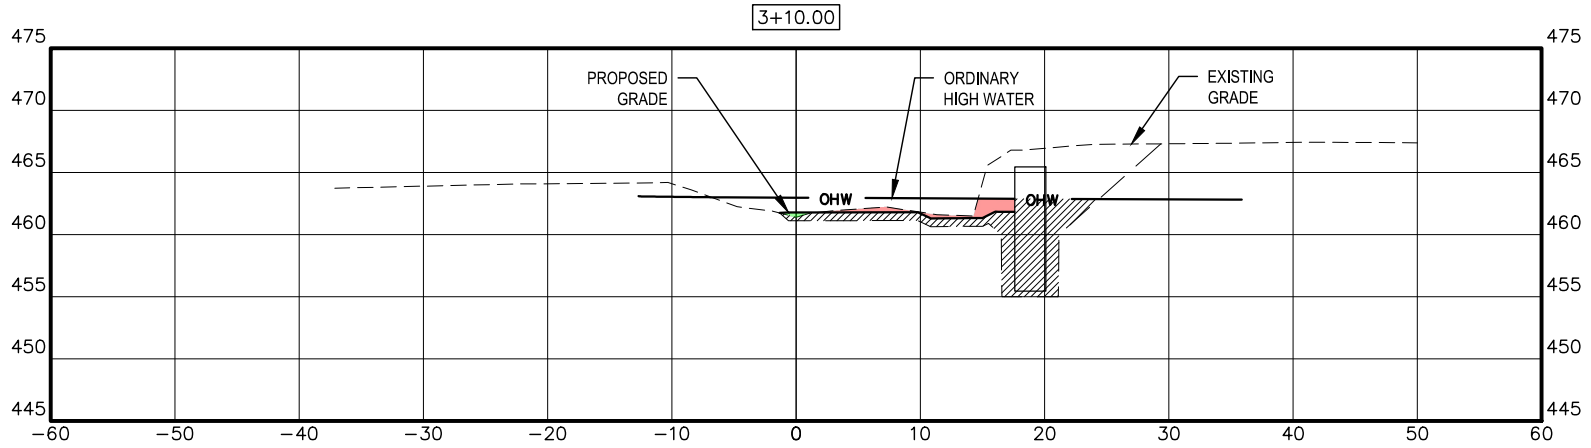 3+10.00
475 475
PROPOSED
GRADE
ORDINARY
HIGH WATER
EXISTING
GRADE
470 470
465 465
OHW OHW
460 460
455 455
450 450
445 445
-60 -50 -40 -30 -20 -10 0 10 20 30 40 50 60